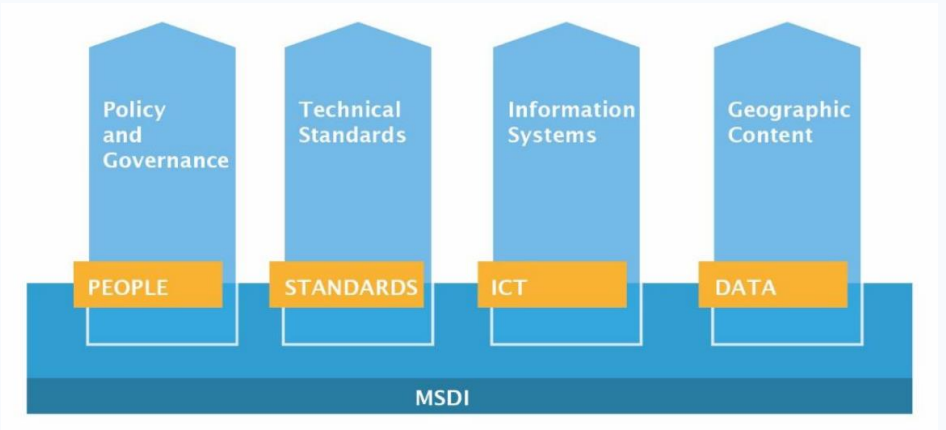 Policy
and
Governance
Technical
Standards
Information
Systems
Geographic
Content
PEOPLE
STANDARDS
ICT
DATA
MSDI